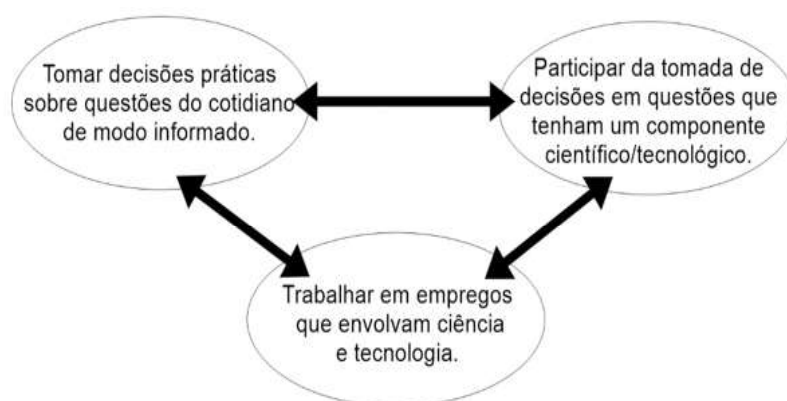 Tomar decisões práticas
sobre questões do cotidiano
de modo informado.
Participar da tomada de
decisões em questões que
tenham um componente
científico/tecnológico.
Trabalhar em empregos
que envolvam ciência
e tecnologia.